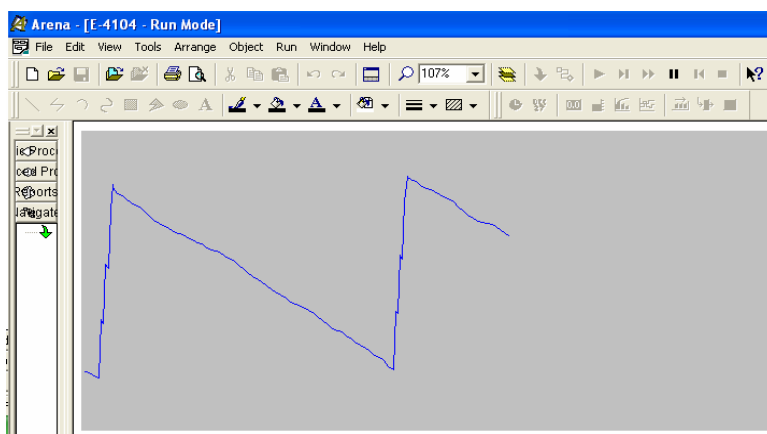 Arena - [E-4104 - Run Mode]
File Edit View Tools Arrange Object Run Window Help
107%
A A
Reports